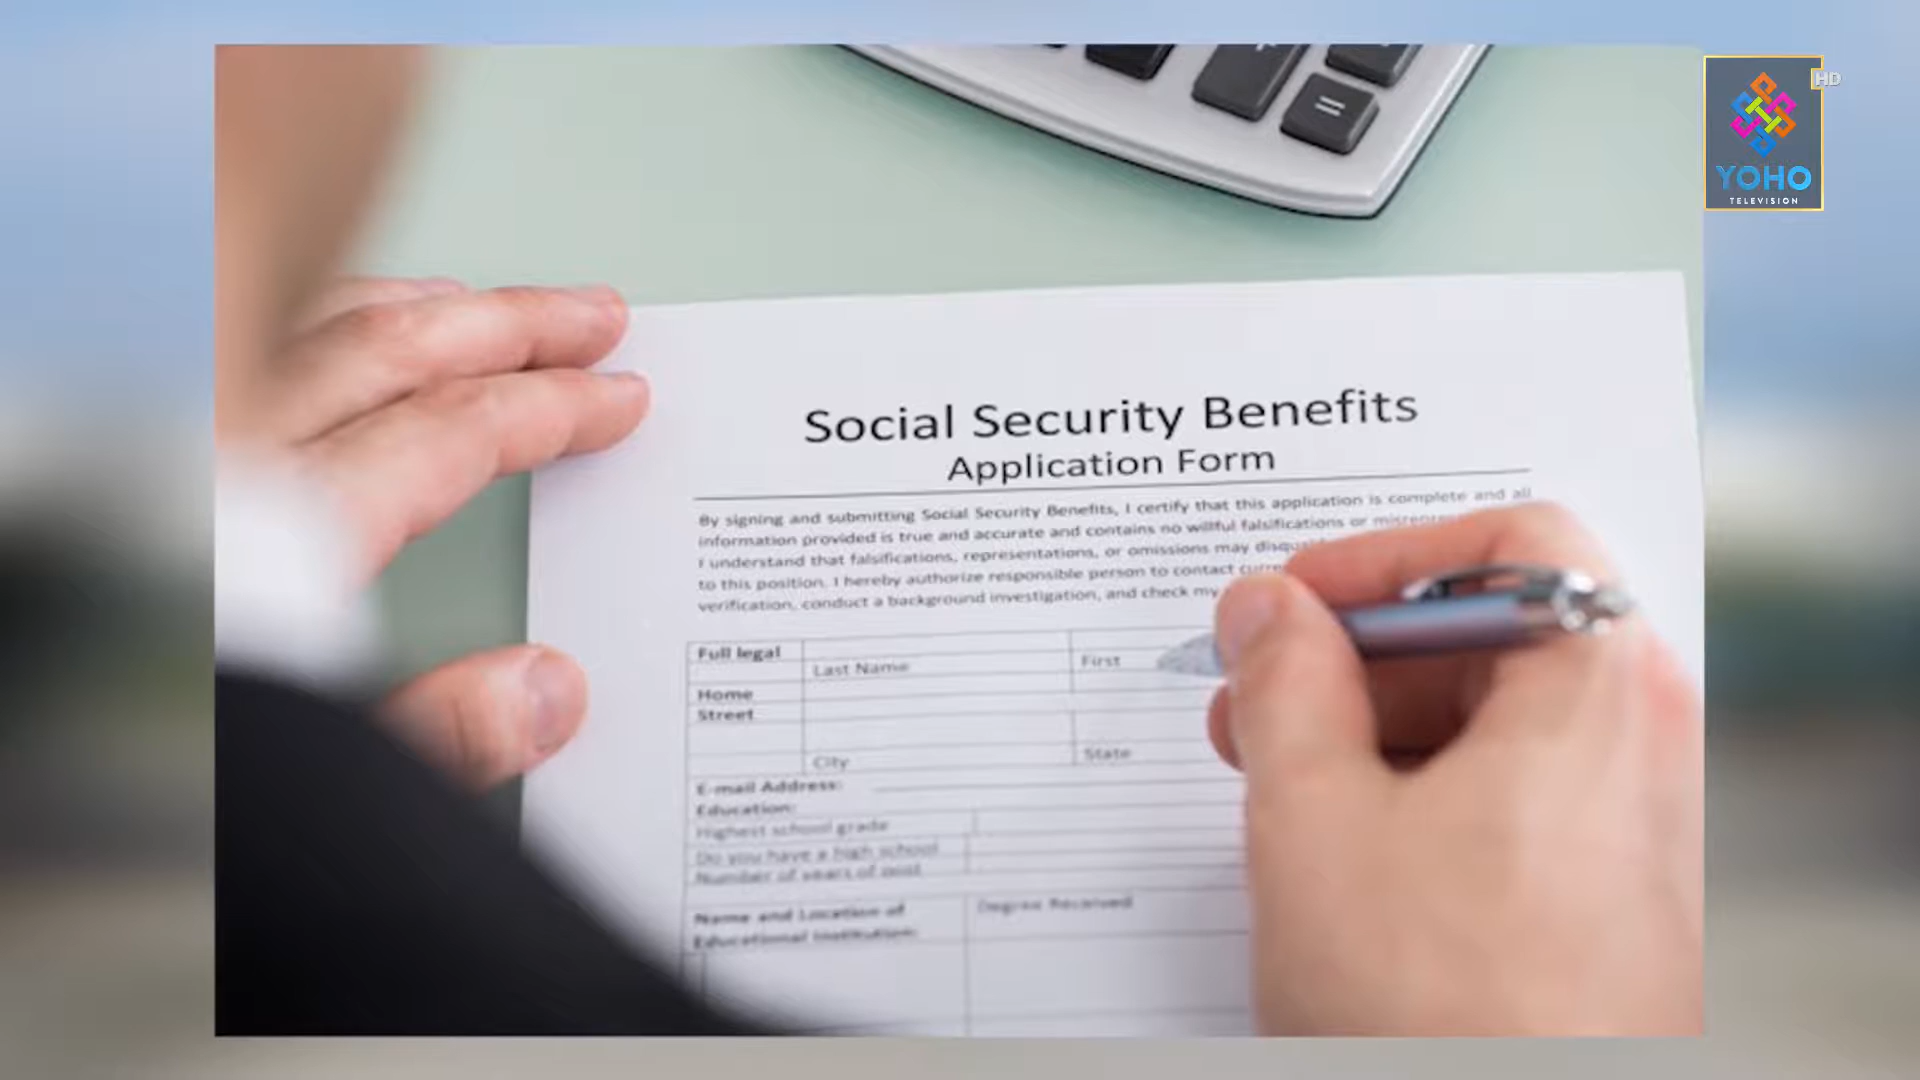 =
HD
YOHO
TELEVISION
Social Security Benefits
Application Form
By signing and submitting Social Security Benefits, I certify that this application is complete and all
information provided is true and accurate and contains no willful falsifications or
I understand that falsifications, representations, or omissions may
to this position. I hereby authorize responsible person to contact
verification, conduct a background investigation, and check my
Full legal
Last Name
First
Home
Street
City
State
E-mail Address:
Education:
Highest school grade
Do you have a high school
Number of years of
Name and Location of
Degree Received
Educational Institution: